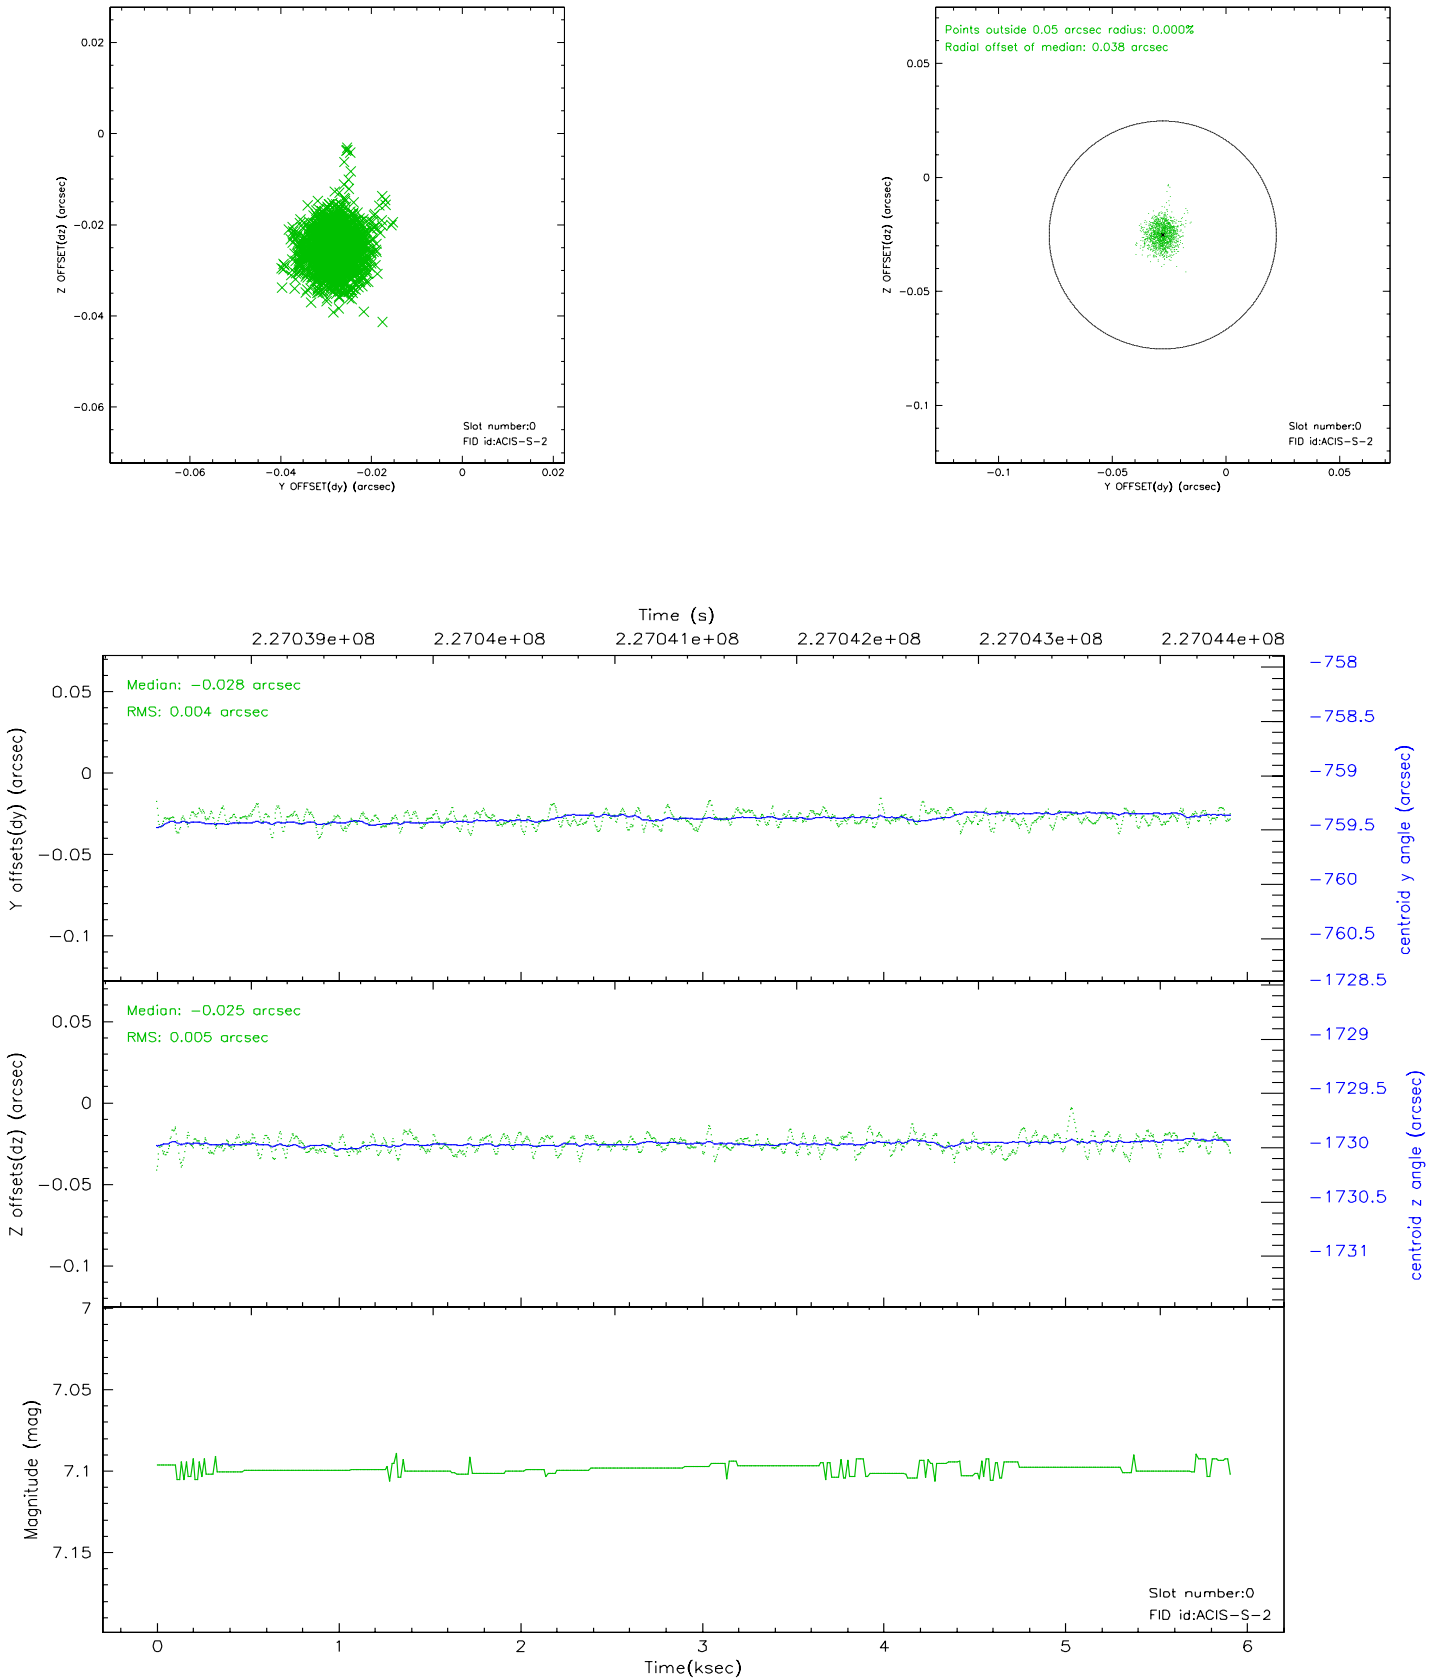 0.02
0
-0.02
-0.04
-0.06
Z OFFSET(dz) (arcsec)
Slot number:0
FID id:ACIS-S-2
-0.06 -0.04 -0.02 0 0.02
Y OFFSET(dy) (arcsec)
Points outside 0.05 arcsec radius: 0.000%
Radial offset of median: 0.038 arcsec
0.05
0
-0.05
-0.1
Z OFFSET(dz) (arcsec)
Slot number:0
FID id:ACIS-S-2
-0.1 -0.05 0 0.05
Y OFFSET(dy) (arcsec)
Time (s)
2.27039e+08 2.2704e+08 2.27041e+08 2.27042e+08 2.27043e+08 2.27044e+08
Median: -0.028 arcsec
RMS: 0.004 arcsec
0.05
0
-0.05
-0.1
Y offsets(dy) (arcsec)
-758
-758.5
-759
-759.5
-760
-760.5
centroid y angle (arcsec)
Median: -0.025 arcsec
RMS: 0.005 arcsec
0.05
0
-0.05
-0.1
Z offsets(dz) (arcsec)
-1728.5
-1729
-1729.5
-1730
-1730.5
-1731
centroid z angle (arcsec)
7
7.05
7.1
7.15
Magnitude (mag)
Slot number:0
FID id:ACIS-S-2
0 1 2 3 4 5 6
Time(ksec)